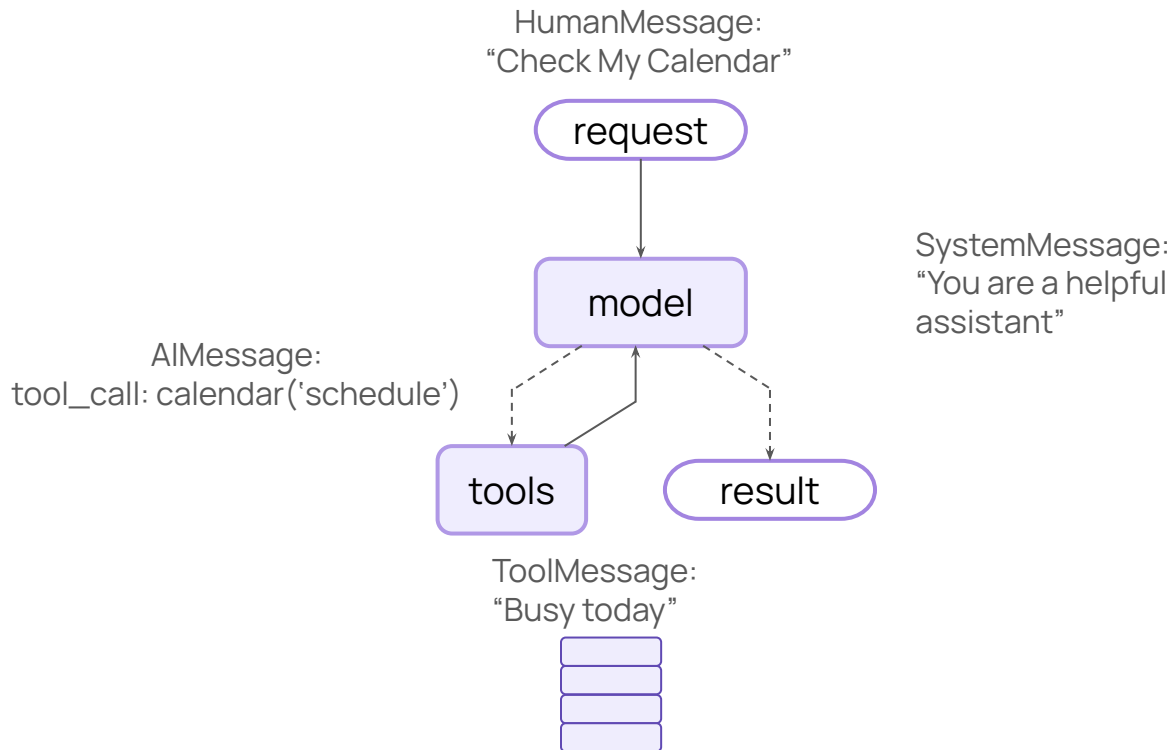 HumanMessage:
“Check My Calendar”
request
SystemMessage:
“You are a helpful
assistant”
model
AIMessage:
tool_call: calendar(‘schedule’)
tools
result
ToolMessage:
“Busy today”